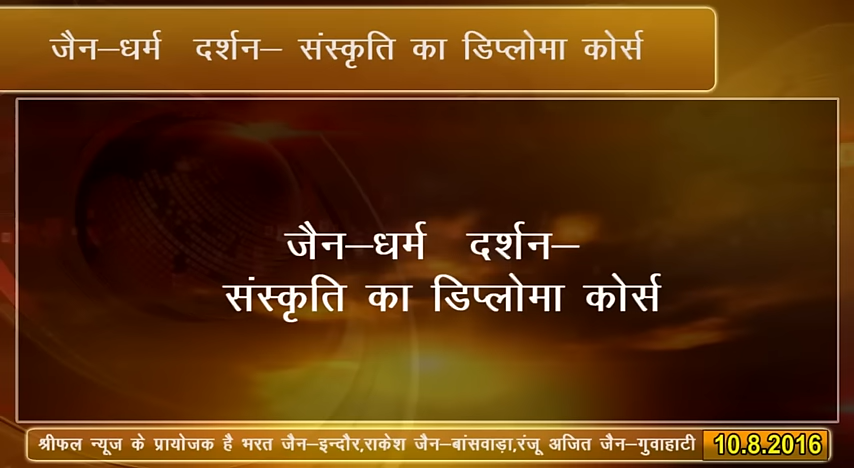 जैन–धर्म दर्शन– संस्कृति का डिप्लोमा कोर्स
जैन–धर्म दर्शन–
संस्कृति का डिप्लोमा कोर्स
श्रीफल न्यूज के प्रायोजक है भरत जैन–इन्दौर,राकेश जैन–बांसवाड़ा,रंजू अजित जैन–गुवाहाटी 10.8.2016